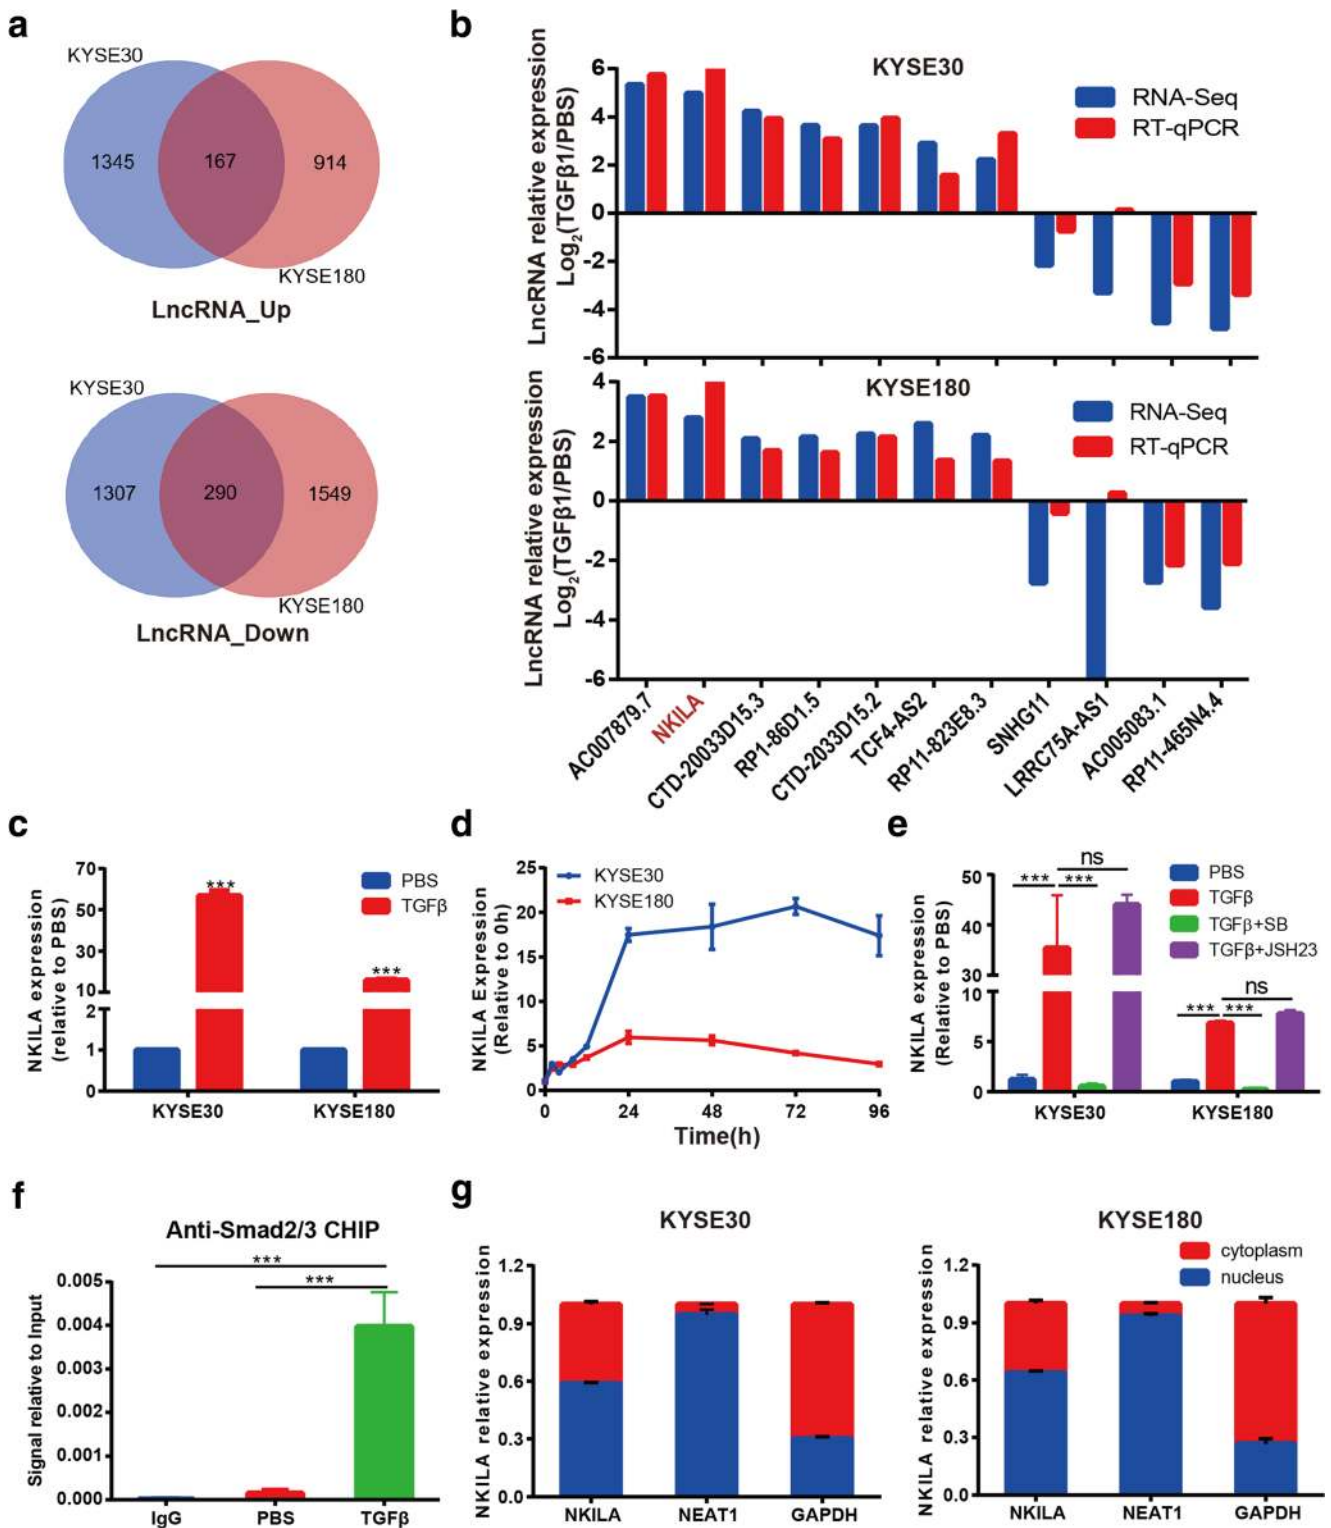 a
KYSE30
1345
167
914
KYSE180
LncRNA_Up
KYSE30
1307
290
1549
KYSE180
LncRNA_Down
b
KYSE30
RNA-Seq
RT-qPCR
LncRNA relative expression
Log₂(TGFβ1/PBS)
6
4
2
0
-2
-4
-6
KYSE180
RNA-Seq
RT-qPCR
LncRNA relative expression
Log₂(TGFβ1/PBS)
4
2
0
-2
-4
-6
AC007879.7
NKILA
CTD-20033D15.3
RP1-86D1.5
CTD-2033D15.2
TCF4-AS2
RP11-823E8.3
SNHG11
LRRC75A-AS1
AC005083.1
RP11-465N4.4
c
NKILA expression
(relative to PBS)
70
50
30
10
2
1
0
PBS
TGFβ
***
***
KYSE30
KYSE180
d
NKILA Expression
(Relative to 0h)
25
20
15
10
5
0
KYSE30
KYSE180
0
24
48
72
96
Time(h)
e
NKILA expression
(Relative to PBS)
50
40
30
10
5
0
ns
***
***
ns
***
***
PBS
TGFβ
TGFβ+SB
TGFβ+JSH23
KYSE30
KYSE180
f
Anti-Smad2/3 CHIP
***
***
Signal relative to Input
0.005
0.004
0.003
0.002
0.001
0.000
IgG
PBS
TGFβ
g
KYSE30
NKILA relative expression
1.2
0.9
0.6
0.3
0.0
NKILA
NEAT1
GAPDH
KYSE180
cytoplasm
nucleus
NKILA relative expression
1.2
0.9
0.6
0.3
0.0
NKILA
NEAT1
GAPDH